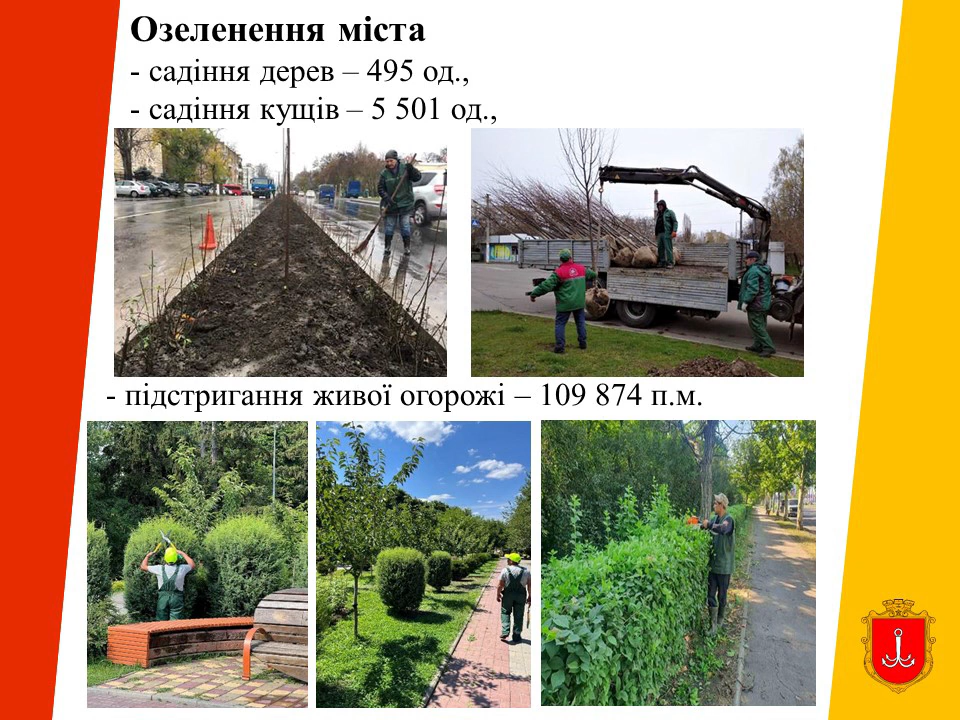 Озеленення міста
- садіння дерев – 495 од.,
- садіння кущів – 5 501 од.,
- підстригання живої огорожі – 109 874 п.м.